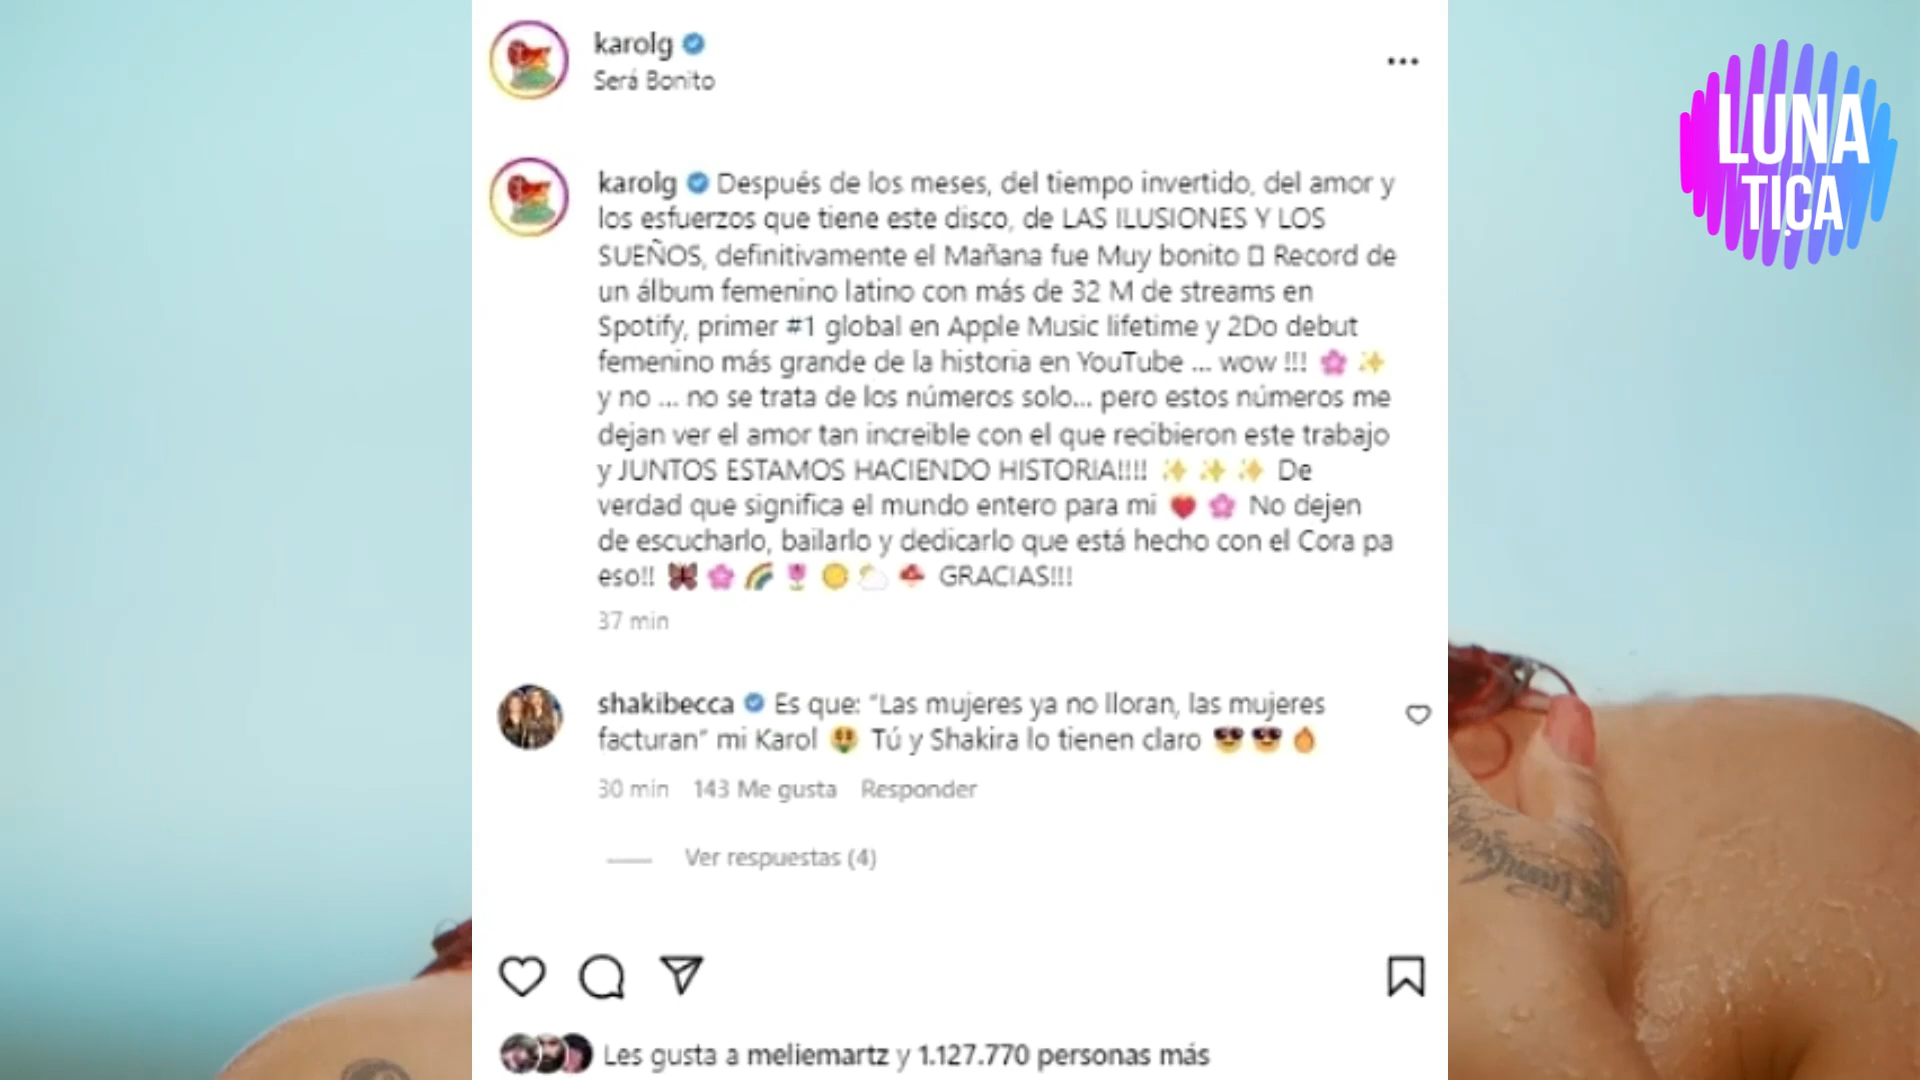 karolg
Será Bonito
LUNA
TIÇA
karolg Después de los meses, del tiempo invertido, del amor y
los esfuerzos que tiene este disco, de LAS ILUSIONES Y LOS
SUEÑOS, definitivamente el Mañana fue Muy bonito Record de
un álbum femenino latino con más de 32 M de streams en
Spotify, primer #1 global en Apple Music lifetime y 2Do debut
femenino más grande de la historia en YouTube ... wow !!! 🌸 ✨
y no ... no se trata de los números solo... pero estos números me
dejan ver el amor tan increible con el que recibieron este trabajo
y JUNTOS ESTAMOS HACIENDO HISTORIA!!!! ✨ ✨ ✨ De
verdad que significa el mundo entero para mi ❤️ 🌸 No dejen
de escucharlo, bailarlo y dedicarlo que está hecho con el Cora pa
eso!! 🦋 🌸 🌈 🌷 ☀️ 🌥️ 🍄 GRACIAS!!!
37 min
shakibecca Es que: "Las mujeres ya no lloran, las mujeres
facturan" mi Karol 🤑 Tú y Shakira lo tienen claro 😎 😎 🔥
30 min 143 Me gusta Responder
Ver respuestas (4)
Les gusta a meliemartz y 1.127.770 personas más